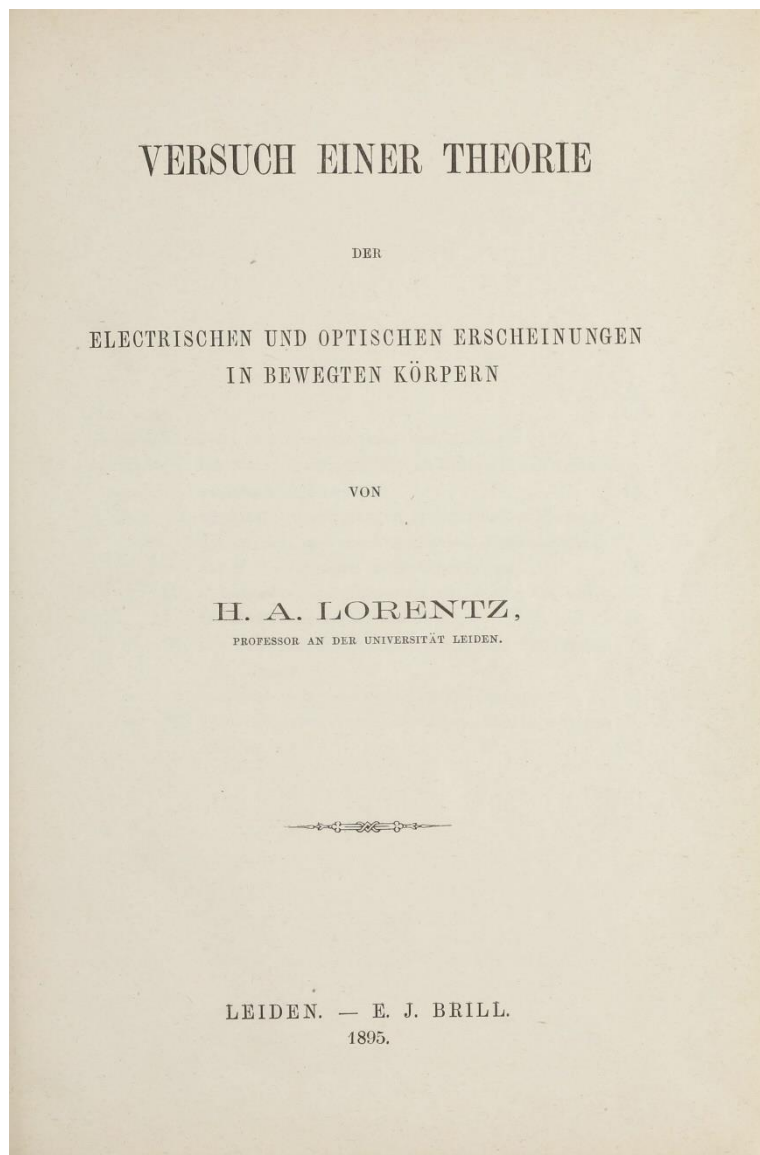 VERSUCH EINER THEORIE
DER
ELECTRISCHEN UND OPTISCHEN ERSCHEINUNGEN
IN BEWEGTEN KÖRPERN
VON
H. A. LORENTZ,
PROFESSOR AN DER UNIVERSITÄT LEIDEN.
LEIDEN. — E. J. BRILL.
1895.